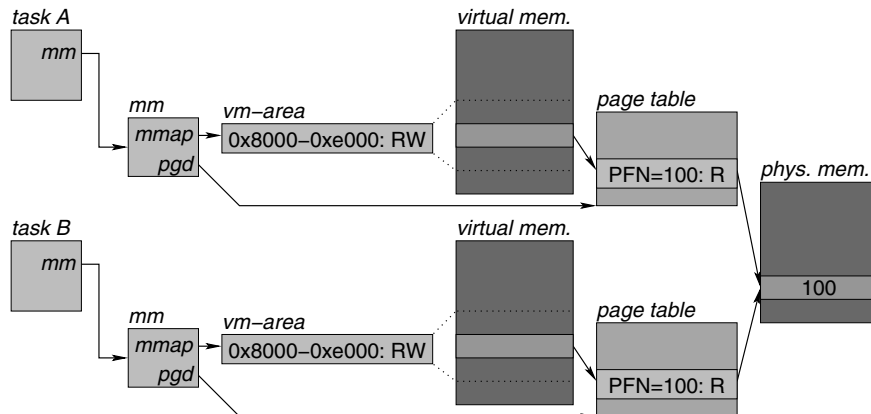 task A
virtual mem.
mm
page table
mm
vm–area
mmap
0x8000–0xe000: RW
pgd
PFN=100: R
phys. mem.
task B
virtual mem.
mm
100
mm
vm–area
page table
mmap
0x8000–0xe000: RW
pgd
PFN=100: R